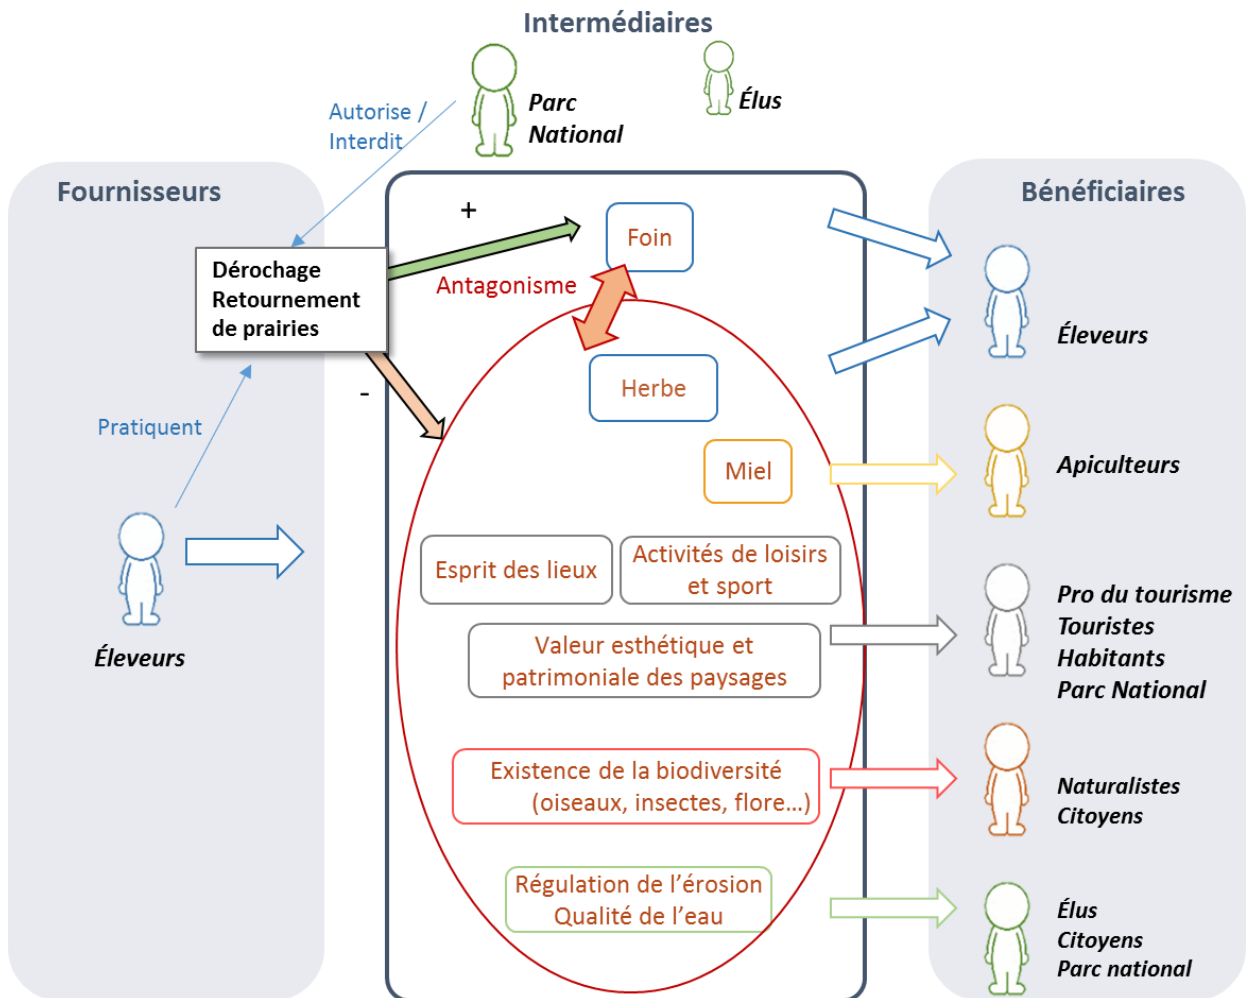 Intermédiaires
Parc
National
Élus
Autorise /
Interdit
Fournisseurs
Dérochage
Retournement
de prairies
Pratiquent
Éleveurs
+
-
Antagonisme
Foin
Herbe
Miel
Esprit des lieux
Activités de loisirs
et sport
Valeur esthétique et
patrimoniale des paysages
Existence de la biodiversité
(oiseaux, insectes, flore…)
Régulation de l’érosion
Qualité de l’eau
Bénéficiaires
Éleveurs
Apiculteurs
Pro du tourisme
Touristes
Habitants
Parc National
Naturalistes
Citoyens
Élus
Citoyens
Parc national